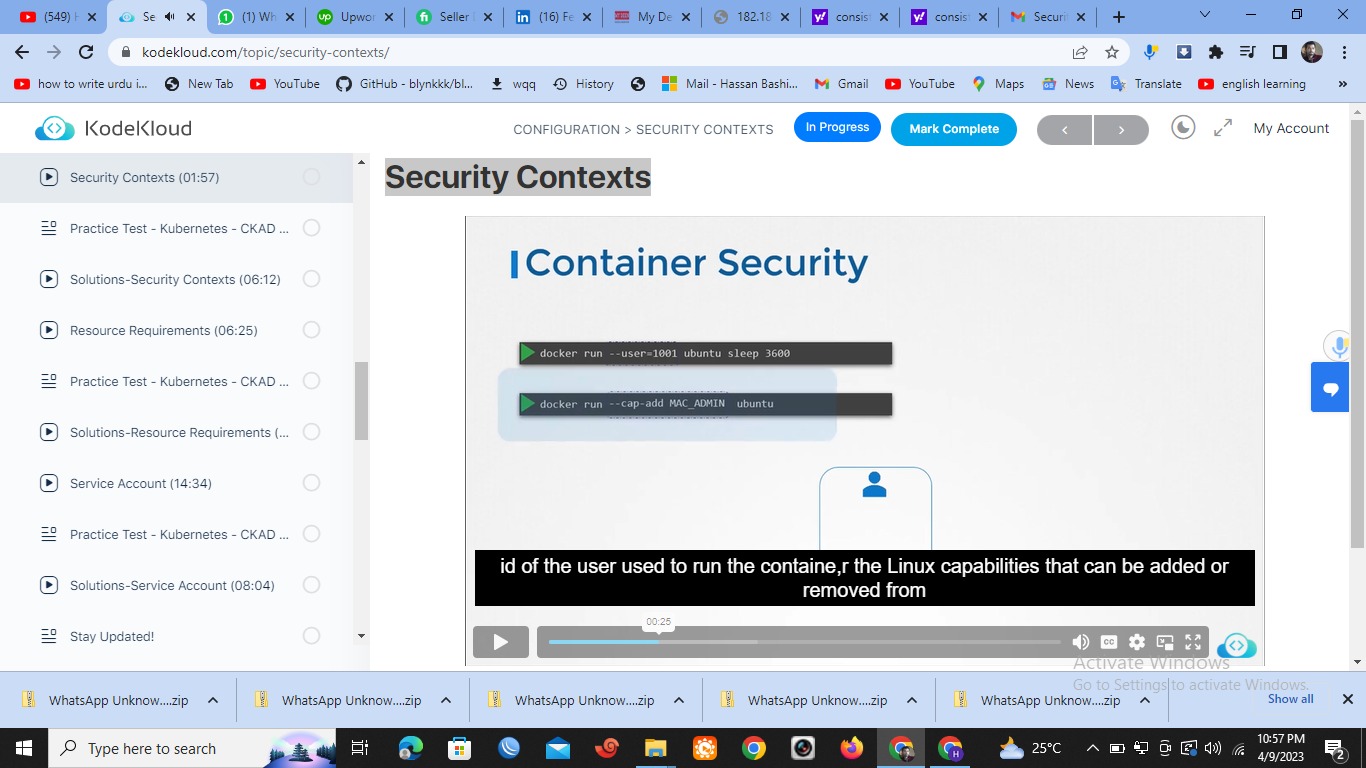 (549) H
Se
(1) Wh
Upwor
Seller
(16) Fe
My De
182.18
consist
consist
Securit
kodekloud.com/topic/security-contexts/
how to write urdu i...
New Tab
YouTube
GitHub - blynkkk/bl...
wqq
History
Mail - Hassan Bashi...
Gmail
YouTube
Maps
News
Translate
english learning
»
KodeKloud
CONFIGURATION > SECURITY CONTEXTS
In Progress
Mark Complete
My Account
Security Contexts (01:57)
Practice Test - Kubernetes - CKAD ...
Solutions-Security Contexts (06:12)
Resource Requirements (06:25)
Practice Test - Kubernetes - CKAD ...
Solutions-Resource Requirements (...
Service Account (14:34)
Practice Test - Kubernetes - CKAD ...
Solutions-Service Account (08:04)
Stay Updated!
Security Contexts
Container Security
docker run --user=1001 ubuntu sleep 3600
docker run --cap-add MAC_ADMIN ubuntu
id of the user used to run the containe,r the Linux capabilities that can be added or
removed from
00:25
CC
Activate Windows
Go to Settings to activate Windows.
WhatsApp Unknow....zip
WhatsApp Unknow....zip
WhatsApp Unknow....zip
WhatsApp Unknow....zip
WhatsApp Unknow....zip
Show all
Type here to search
25°C
10:57 PM
4/9/2023
2